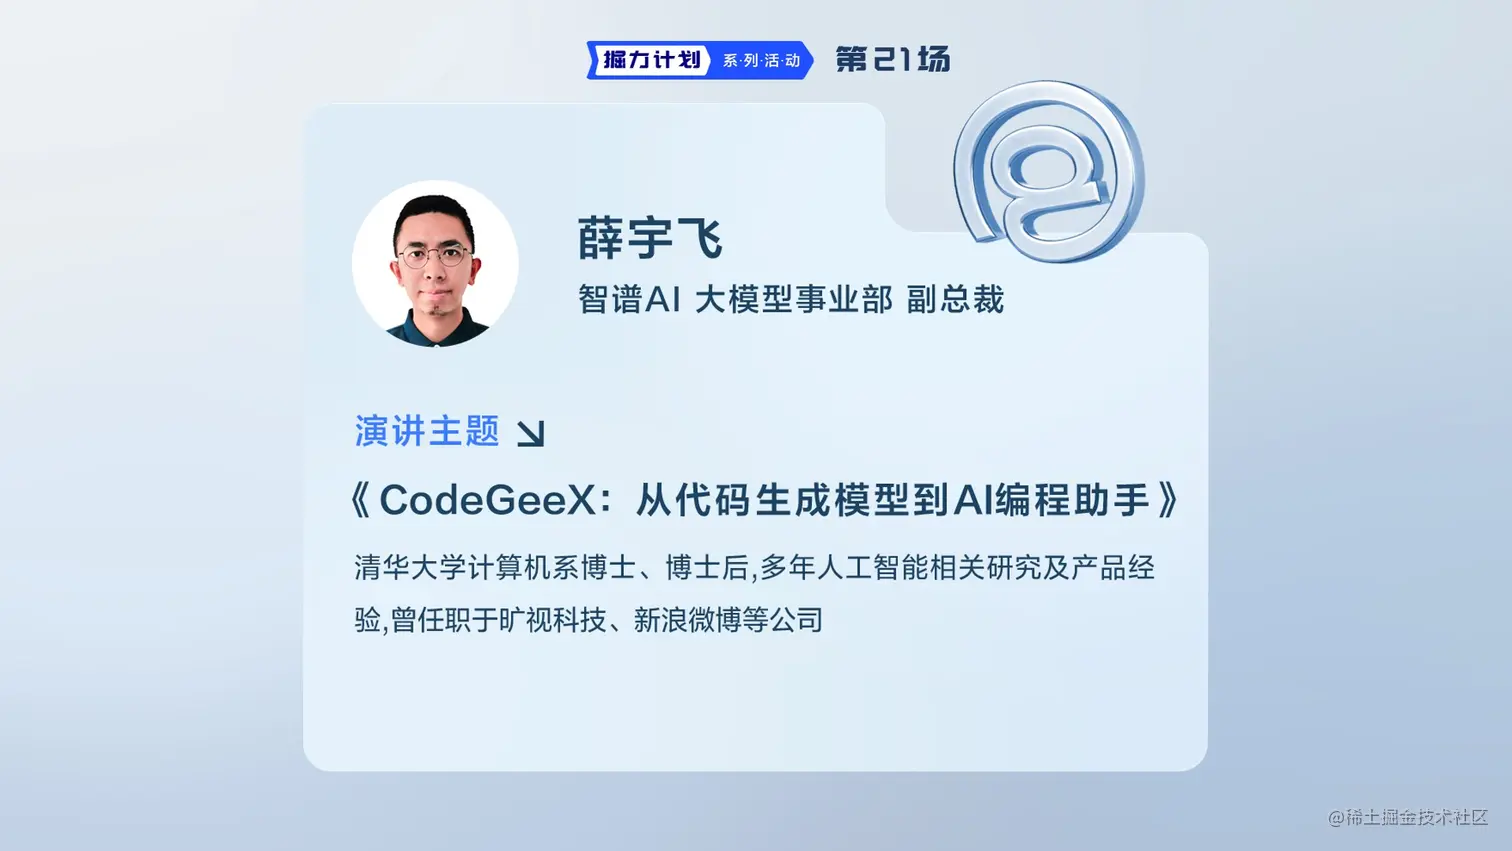 掘力计划 系·列·活·动 第21场
薛宇飞
智谱AI 大模型事业部 副总裁
演讲主题
《CodeGeeX：从代码生成模型到AI编程助手》
清华大学计算机系博士、博士后,多年人工智能相关研究及产品经
验,曾任职于旷视科技、新浪微博等公司
@稀土掘金技术社区